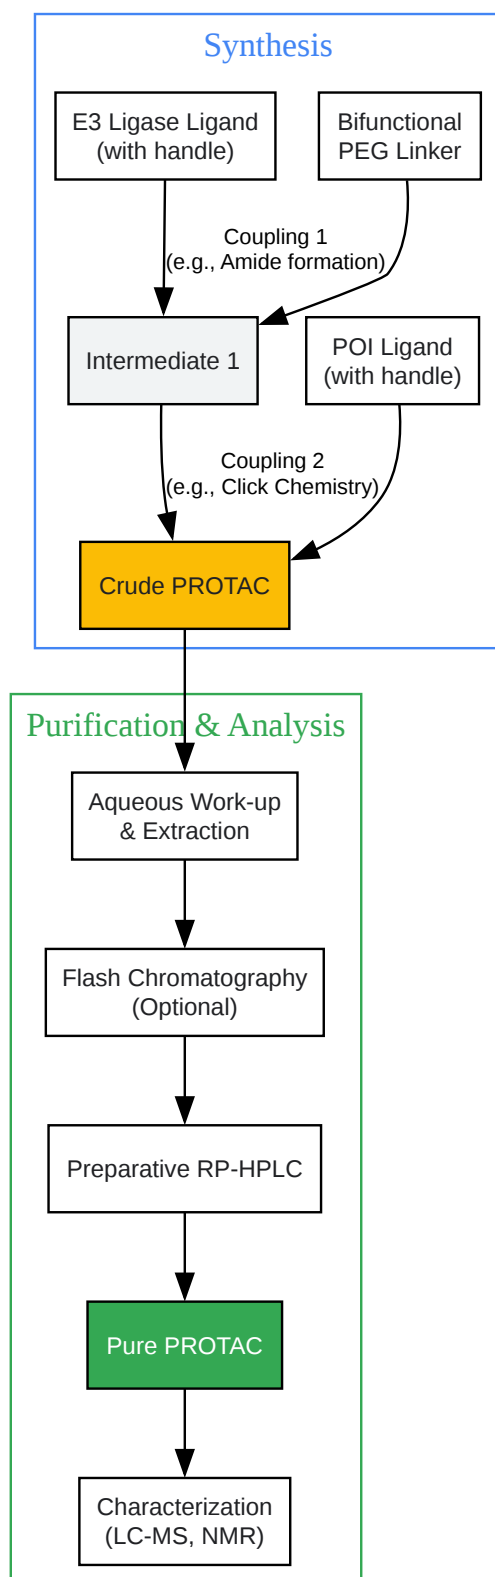 Synthesis
E3 Ligase Ligand
(with handle)
Bifunctional
PEG Linker
Coupling 1
(e.g., Amide formation)
Intermediate 1
POI Ligand
(with handle)
Coupling 2
(e.g., Click Chemistry)
Crude PROTAC
Purification & Analysis
Aqueous Work-up
& Extraction
Flash Chromatography
(Optional)
Preparative RP-HPLC
Pure PROTAC
Characterization
(LC-MS, NMR)